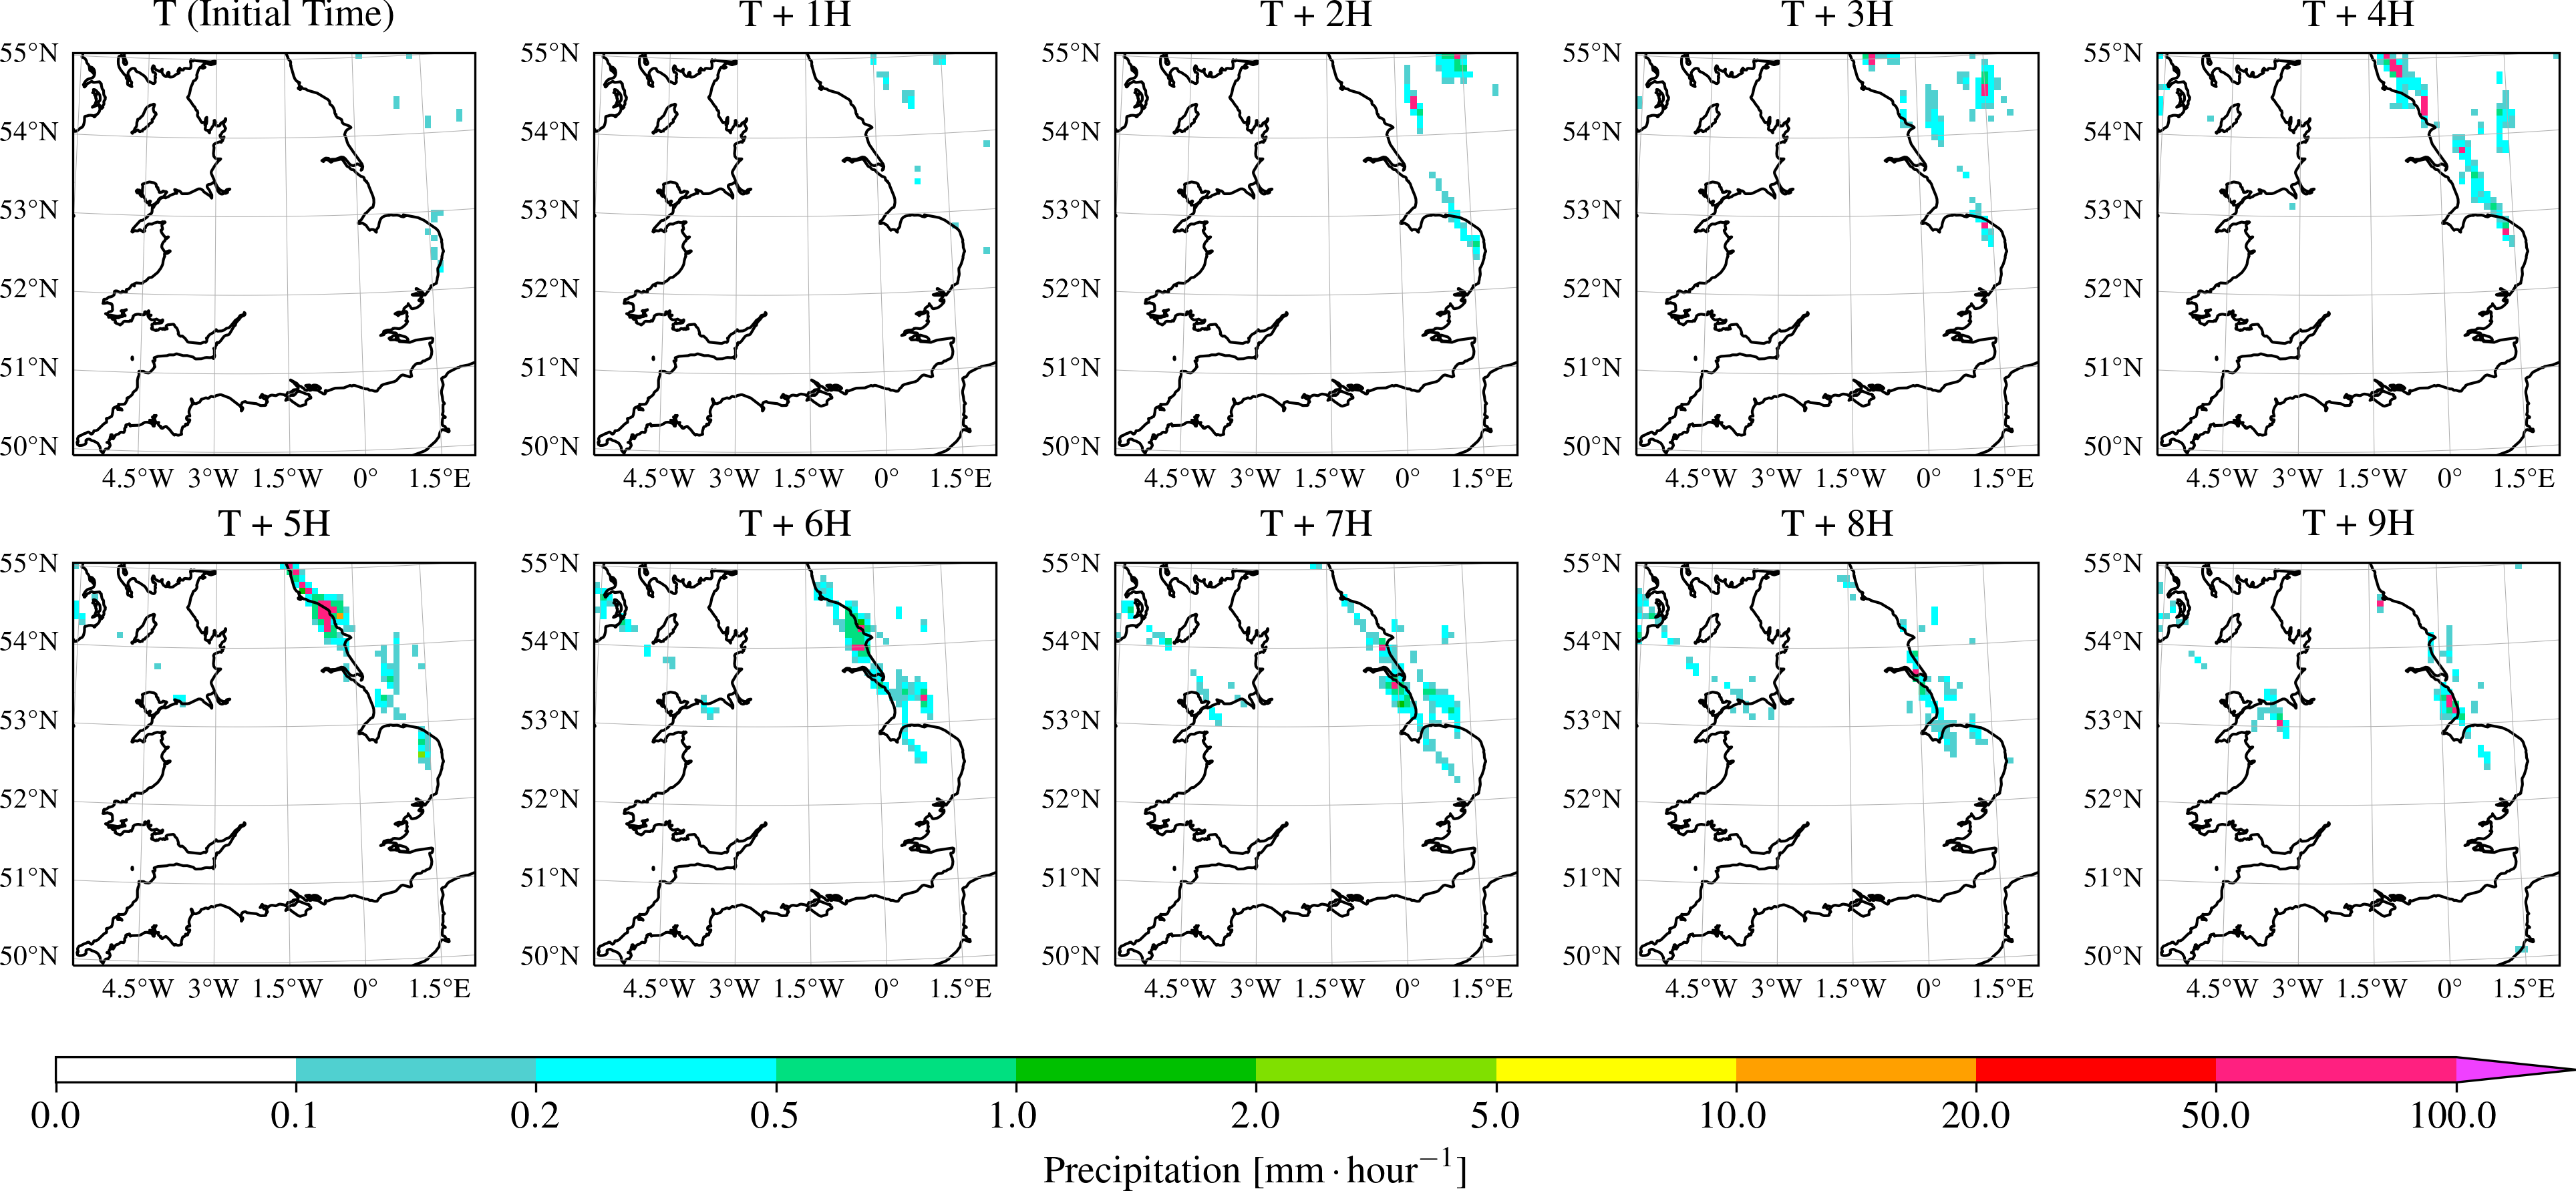 T (Initial Time) T + 1H T + 2H T + 3H T + 4H
55°N 55°N 55°N 55°N 55°N
54°N 54°N 54°N 54°N 54°N
53°N 53°N 53°N 53°N 53°N
52°N 52°N 52°N 52°N 52°N
51°N 51°N 51°N 51°N 51°N
50°N 50°N 50°N 50°N 50°N
4.5°W 3°W 1.5°W 0° 1.5°E 4.5°W 3°W 1.5°W 0° 1.5°E 4.5°W 3°W 1.5°W 0° 1.5°E 4.5°W 3°W 1.5°W 0° 1.5°E 4.5°W 3°W 1.5°W 0° 1.5°E
T + 5H T + 6H T + 7H T + 8H T + 9H
55°N 55°N 55°N 55°N 55°N
54°N 54°N 54°N 54°N 54°N
53°N 53°N 53°N 53°N 53°N
52°N 52°N 52°N 52°N 52°N
51°N 51°N 51°N 51°N 51°N
50°N 50°N 50°N 50°N 50°N
4.5°W 3°W 1.5°W 0° 1.5°E 4.5°W 3°W 1.5°W 0° 1.5°E 4.5°W 3°W 1.5°W 0° 1.5°E 4.5°W 3°W 1.5°W 0° 1.5°E 4.5°W 3°W 1.5°W 0° 1.5°E
0.0 0.1 0.2 0.5 1.0 2.0 5.0 10.0 20.0 50.0 100.0
Precipitation [mm · hour⁻¹]